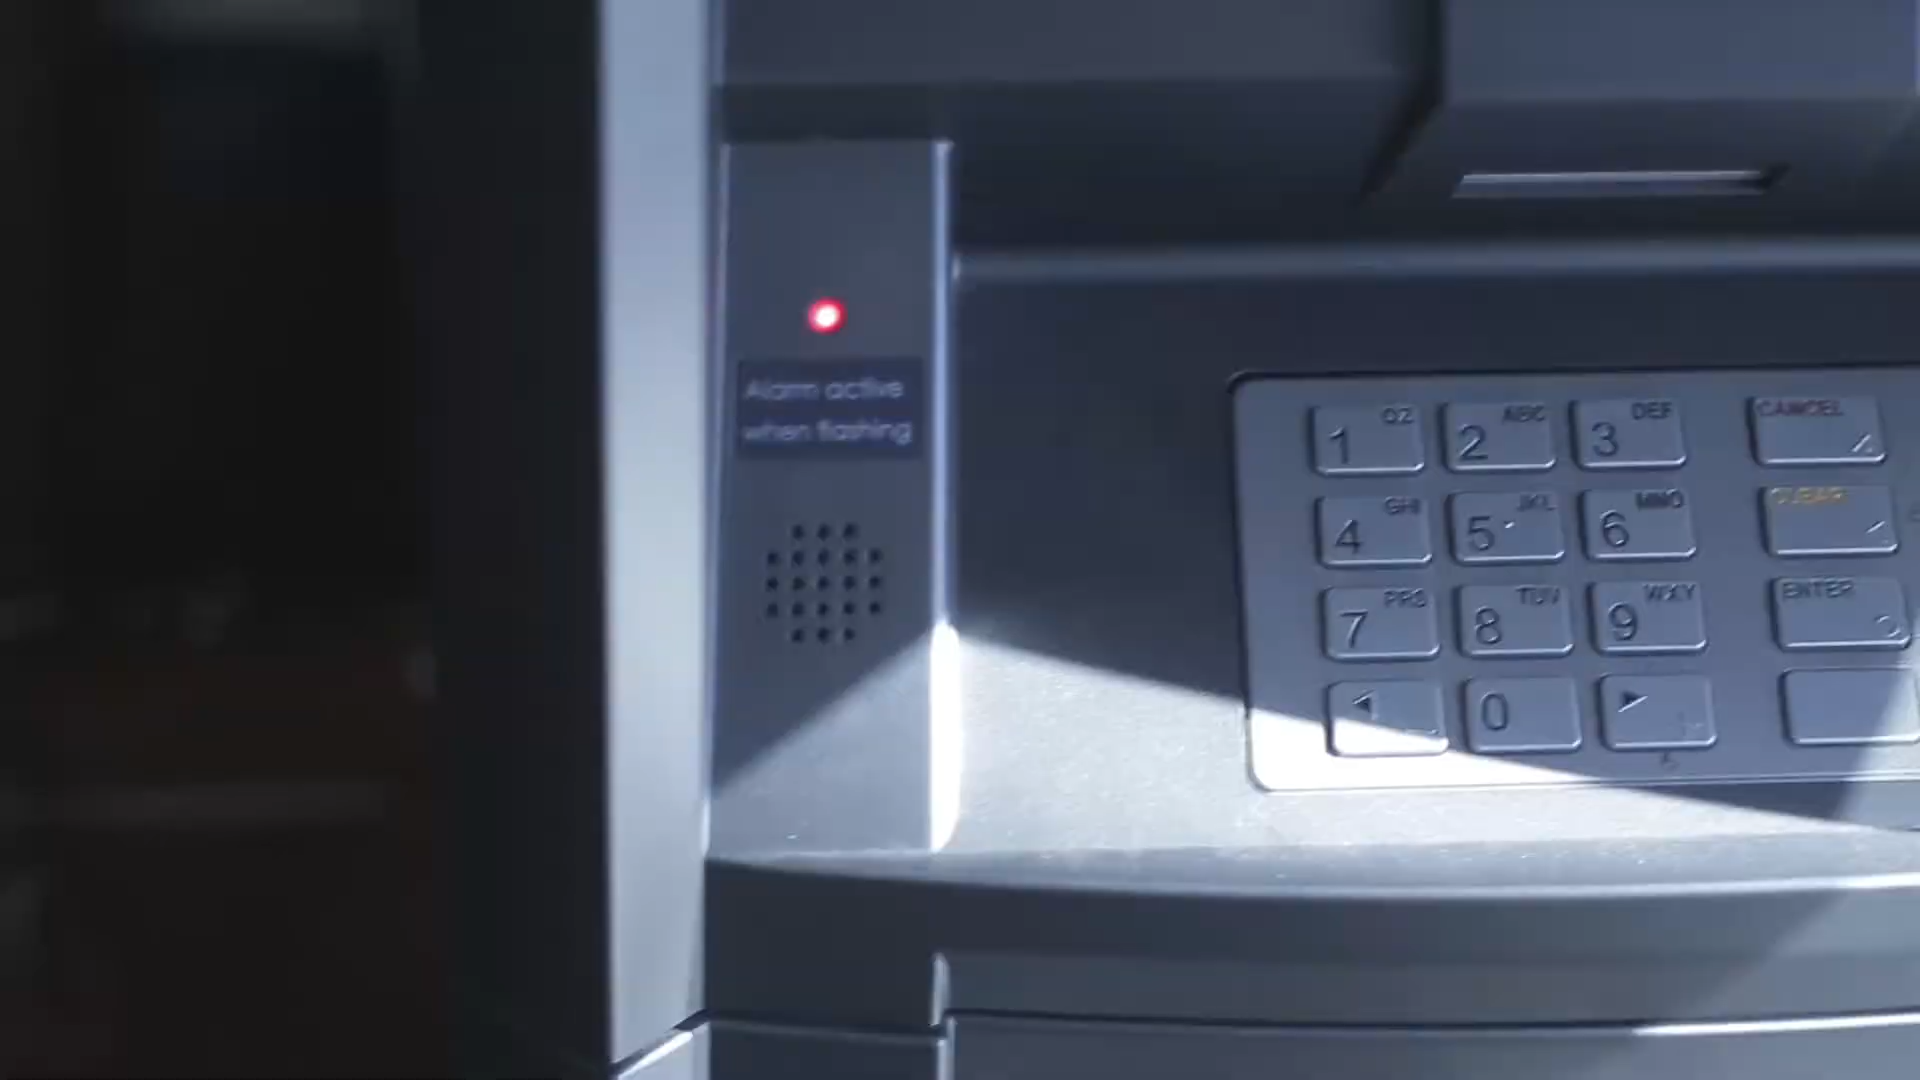 Alarm active
when flashing
1 QZ 2 ABC 3 DEF CANCEL
4 GHI 5 JKL 6 MNO CLEAR
7 PRS 8 TUV 9 WXY ENTER
0